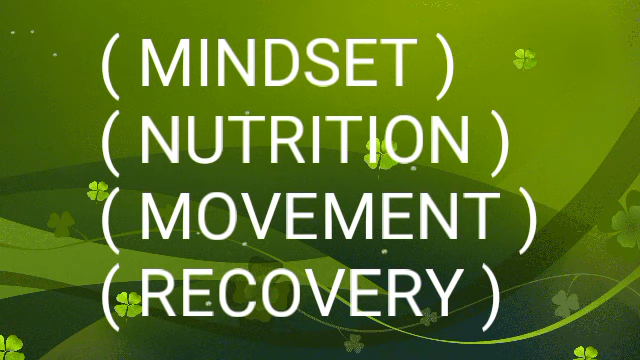 ( MINDSET )
( NUTRITION )
( MOVEMENT )
( RECOVERY )